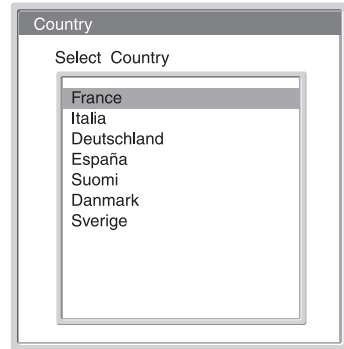 Country
Select Country
France
Italia
Deutschland
España
Suomi
Danmark
Sverige